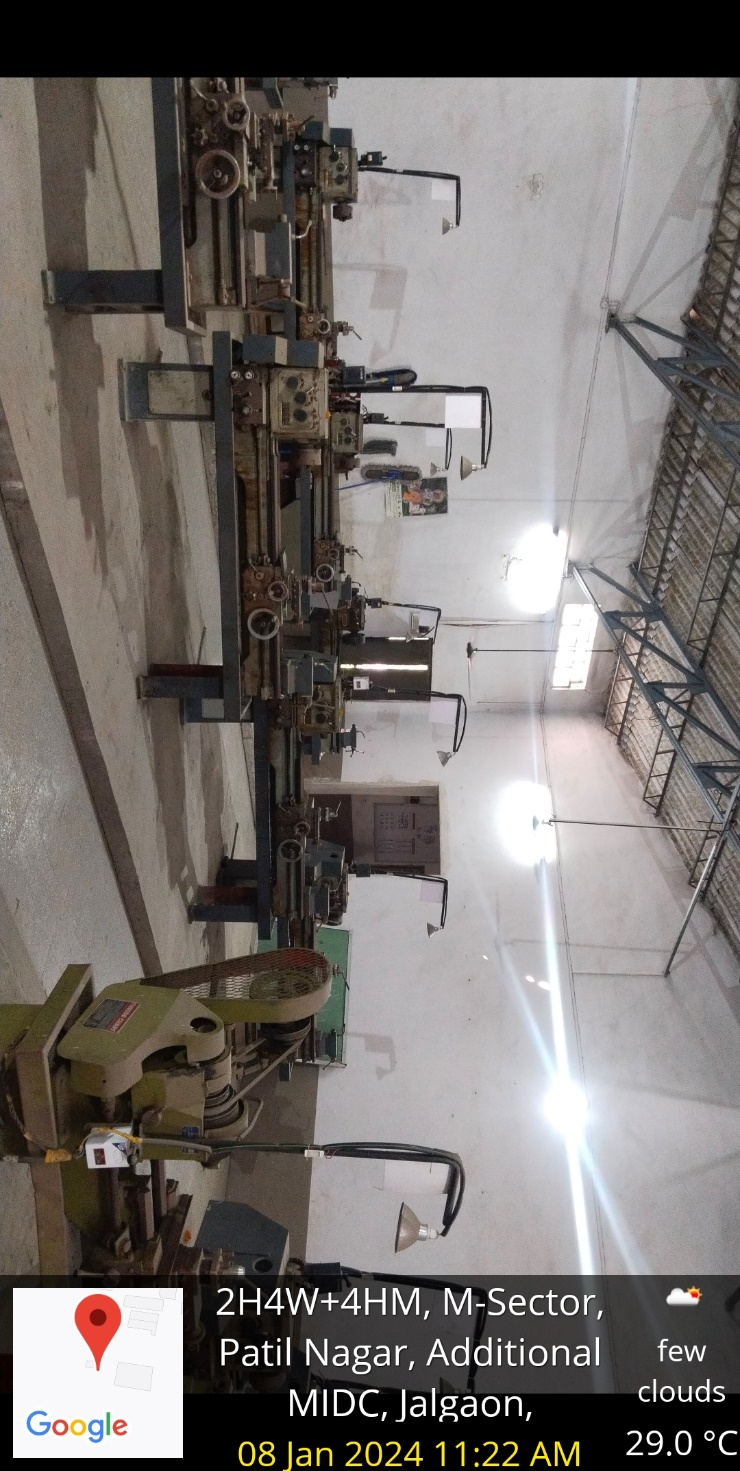 2H4W+4HM, M-Sector,
Patil Nagar, Additional
MIDC, Jalgaon,
08 Jan 2024 11:22 AM
few
clouds
29.0 °C
Google